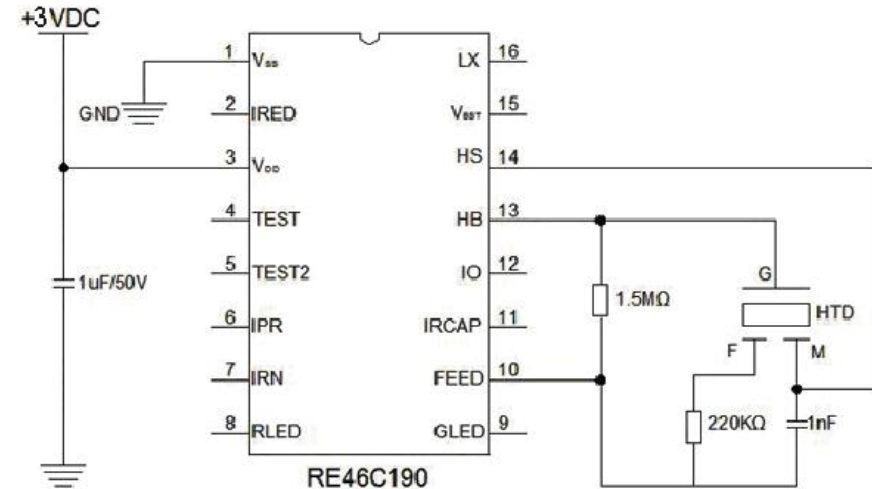 +3VDC
1 Vss LX 16
GND 2 IRED VBST 15
3 VDD HS 14
4 TEST HB 13
5 TEST2 IO 12
G
1uF/50V
1.5MΩ
HTD
6 IPR IRCAP 11
F M
7 IRN FEED 10
220KΩ 1nF
8 RLED GLED 9
RE46C190